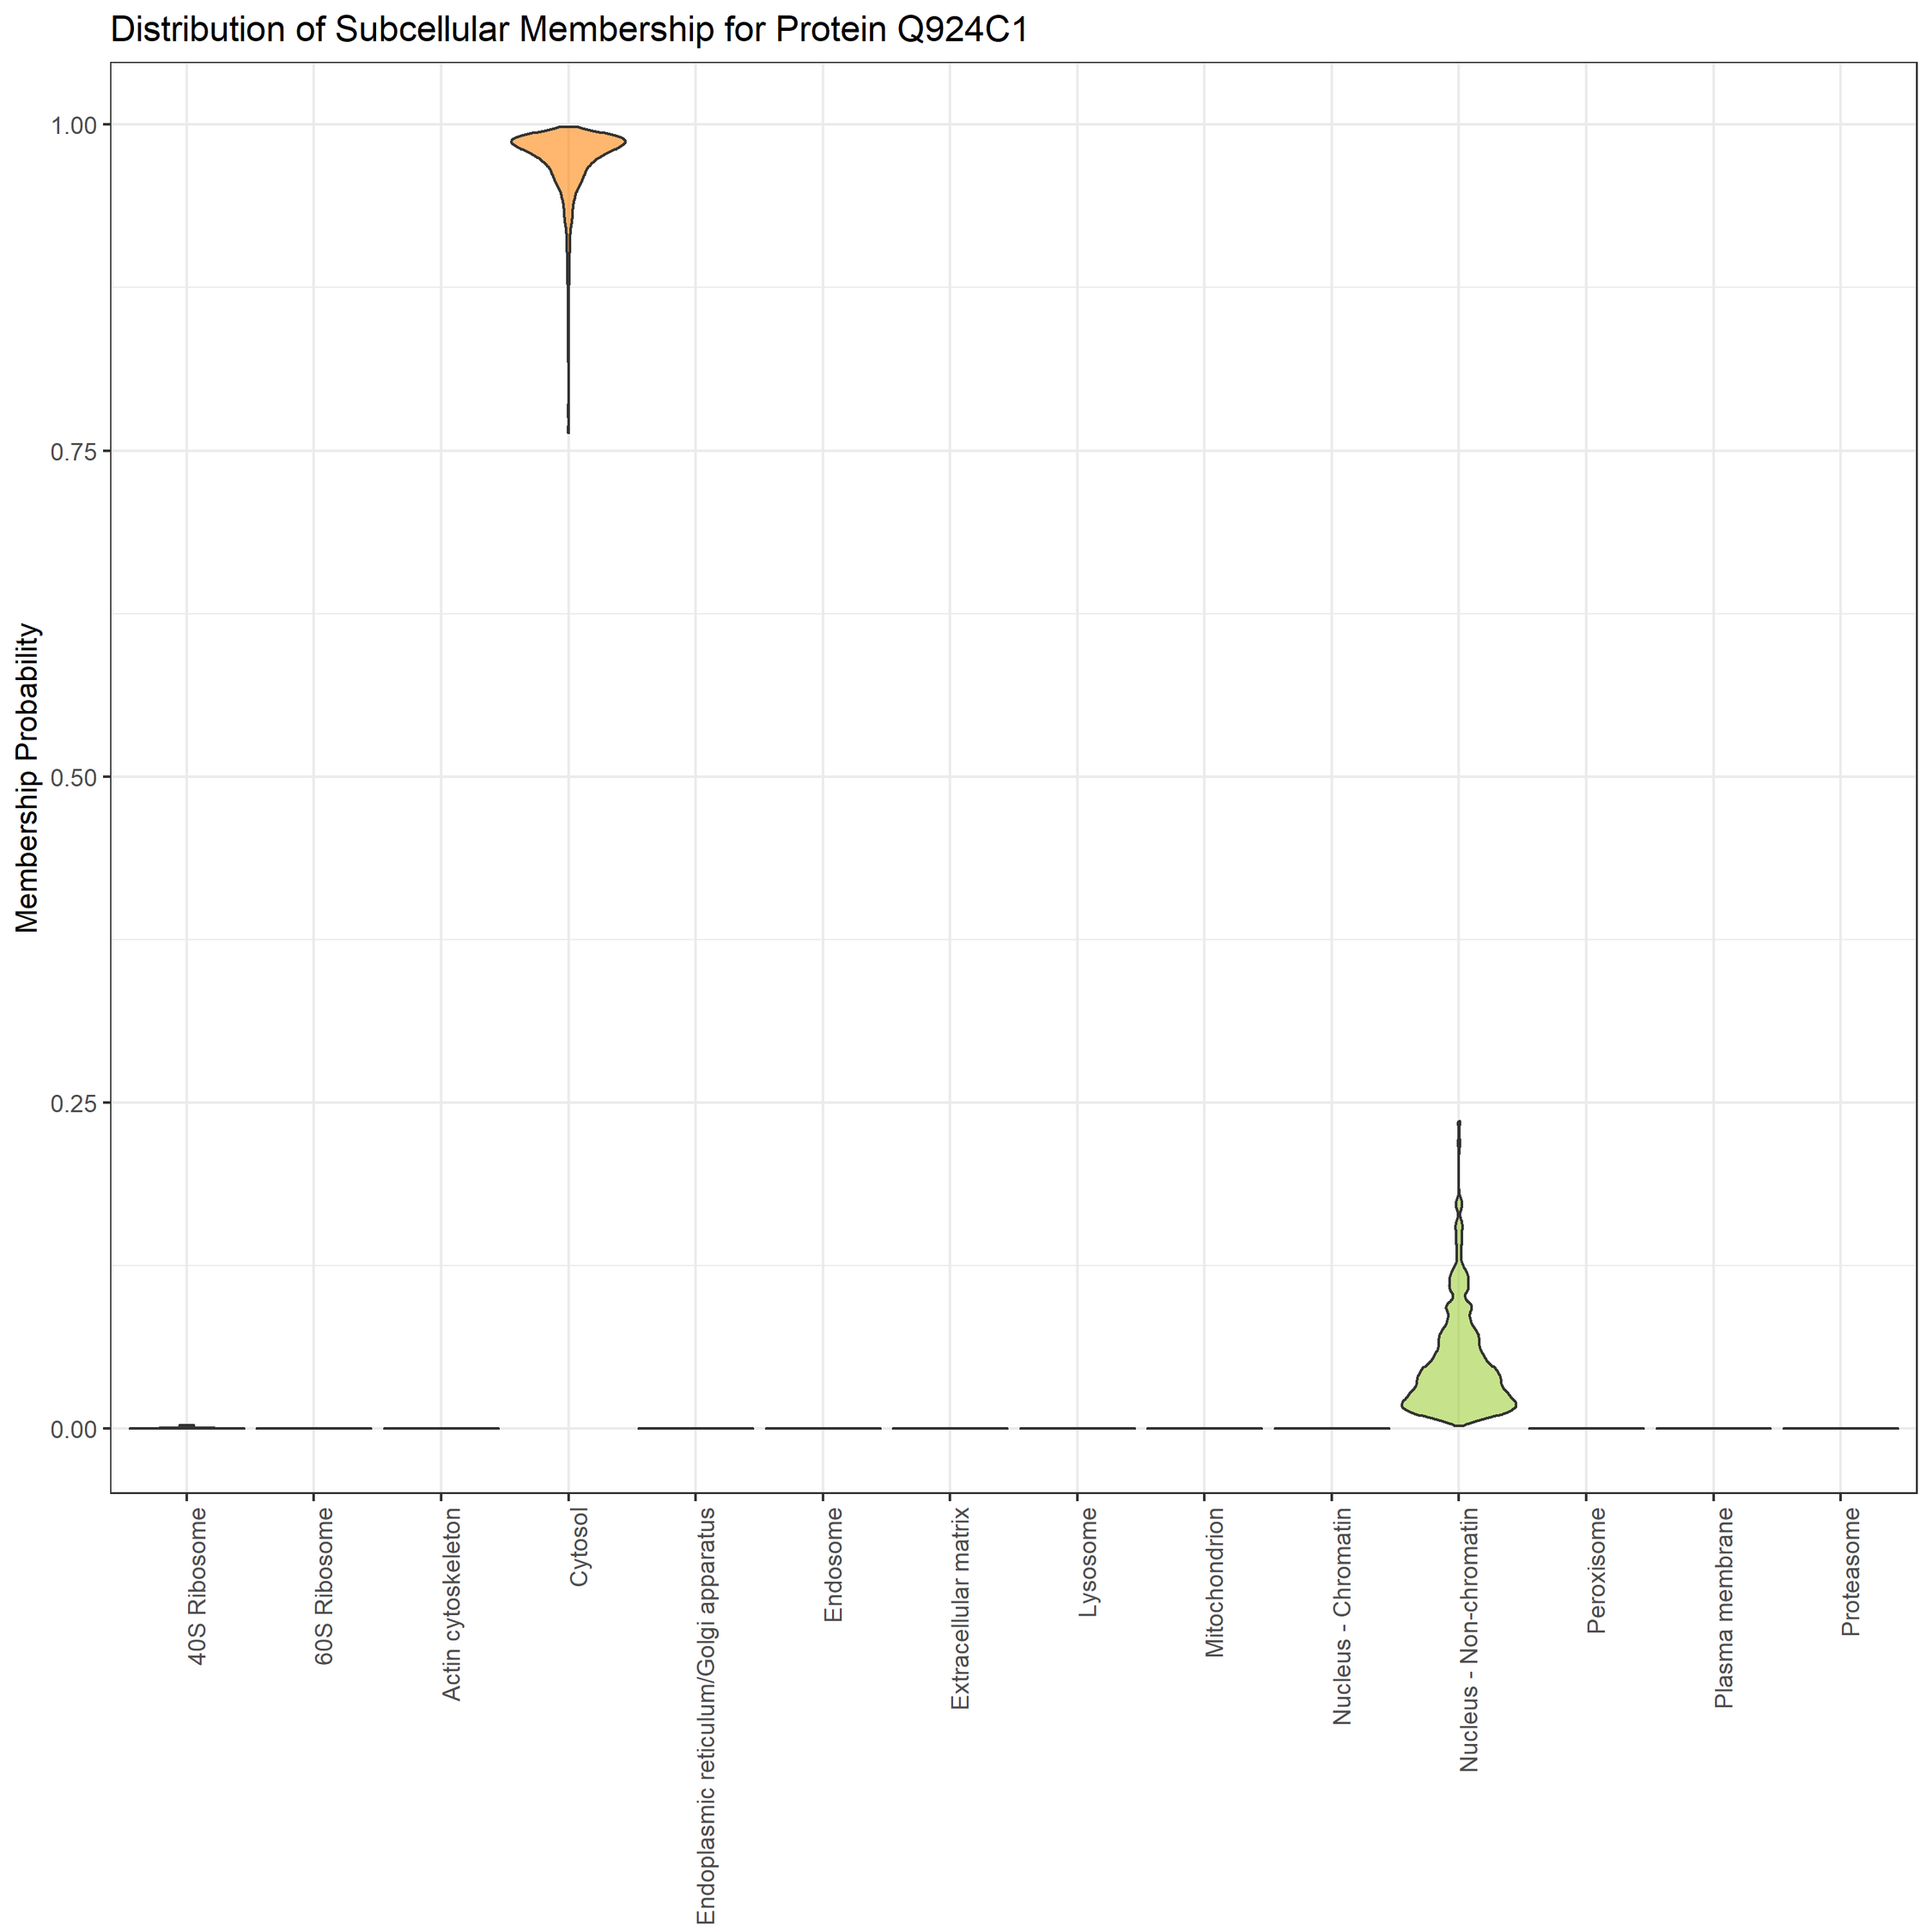 Distribution of Subcellular Membership for Protein Q924C1
Membership Probability
1.00
0.75
0.50
0.25
0.00
40S Ribosome
60S Ribosome
Actin cytoskeleton
Cytosol
Endoplasmic reticulum/Golgi apparatus
Endosome
Extracellular matrix
Lysosome
Mitochondrion
Nucleus - Chromatin
Nucleus - Non-chromatin
Peroxisome
Plasma membrane
Proteasome